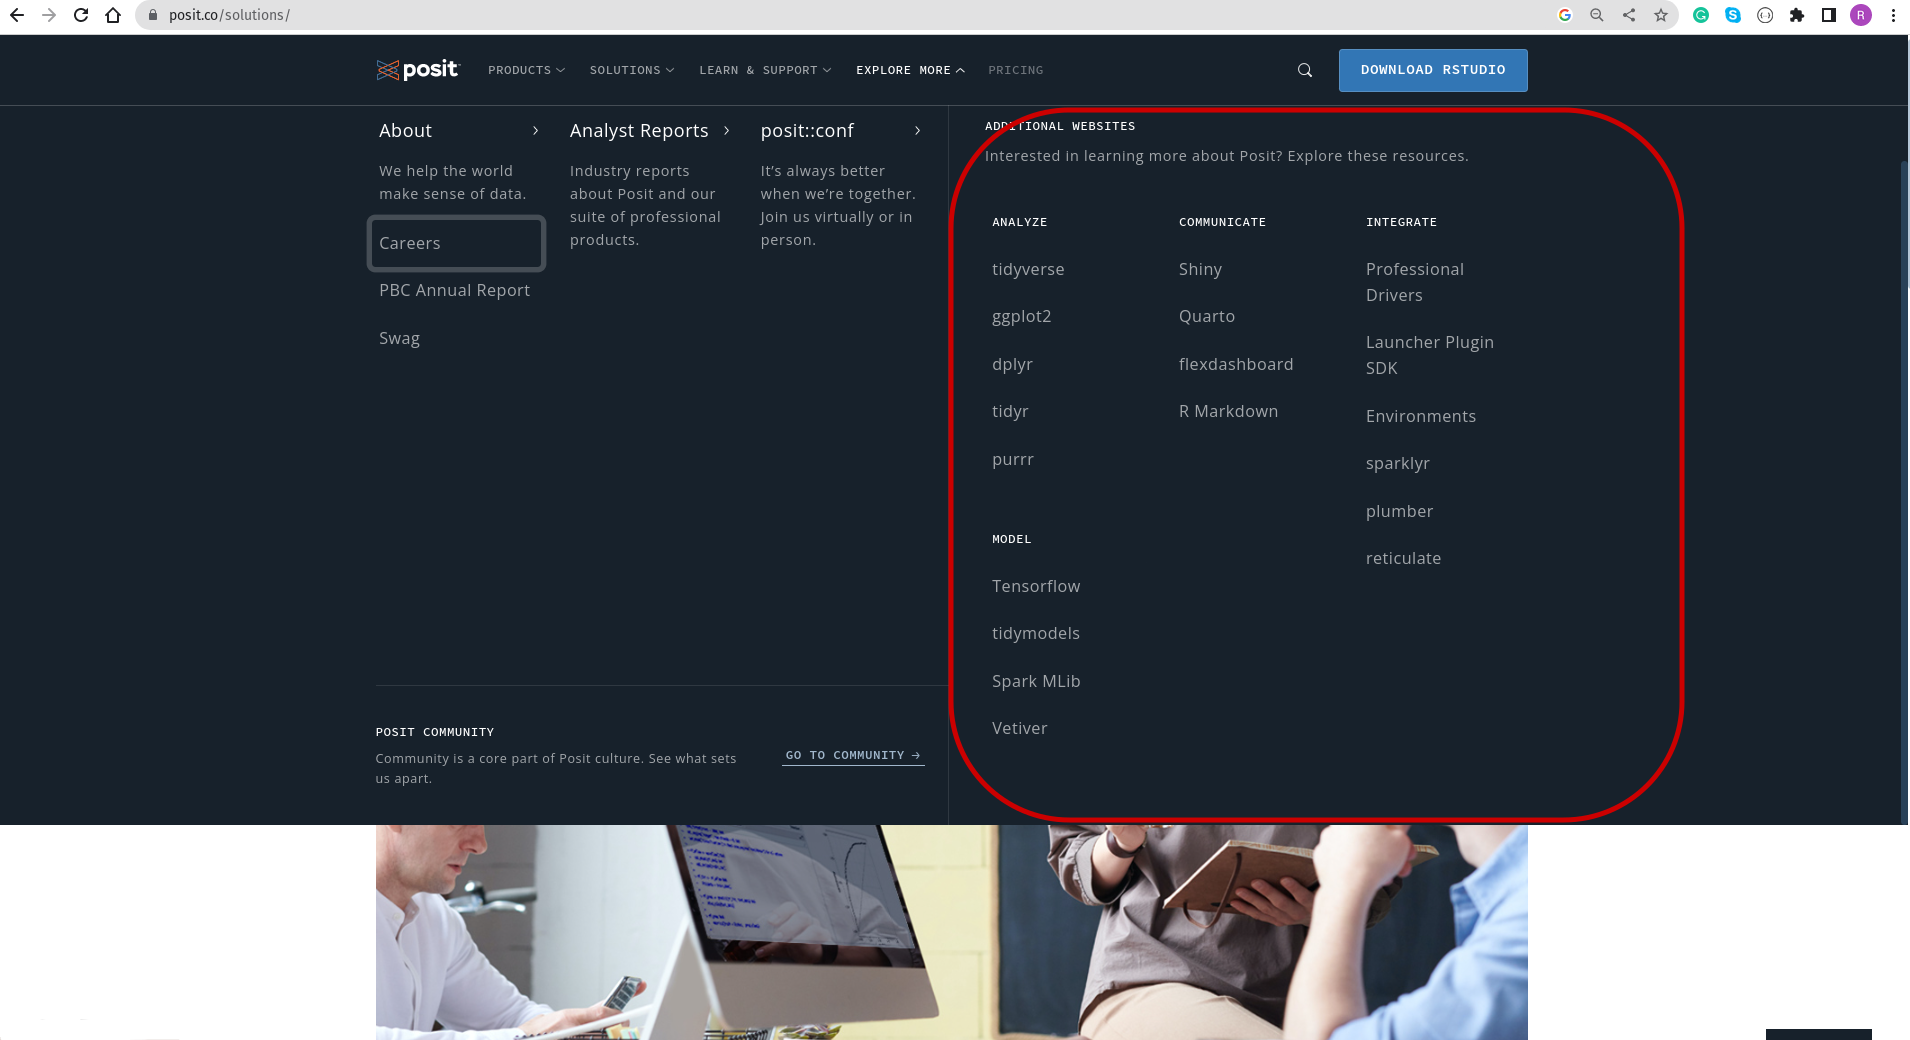 posit.co/solutions/
R
posit
PRODUCTS
SOLUTIONS
LEARN & SUPPORT
EXPLORE MORE
PRICING
DOWNLOAD RSTUDIO
About
We help the world
make sense of data.
Careers
PBC Annual Report
Swag
Analyst Reports
Industry reports
about Posit and our
suite of professional
products.
posit::conf
It's always better
when we're together.
Join us virtually or in
person.
POSIT COMMUNITY
Community is a core part of Posit culture. See what sets
us apart.
GO TO COMMUNITY →
ADDITIONAL WEBSITES
Interested in learning more about Posit? Explore these resources.
ANALYZE
tidyverse
ggplot2
dplyr
tidyr
purrr
MODEL
Tensorflow
tidymodels
Spark MLib
Vetiver
COMMUNICATE
Shiny
Quarto
flexdashboard
R Markdown
INTEGRATE
Professional
Drivers
Launcher Plugin
SDK
Environments
sparklyr
plumber
reticulate